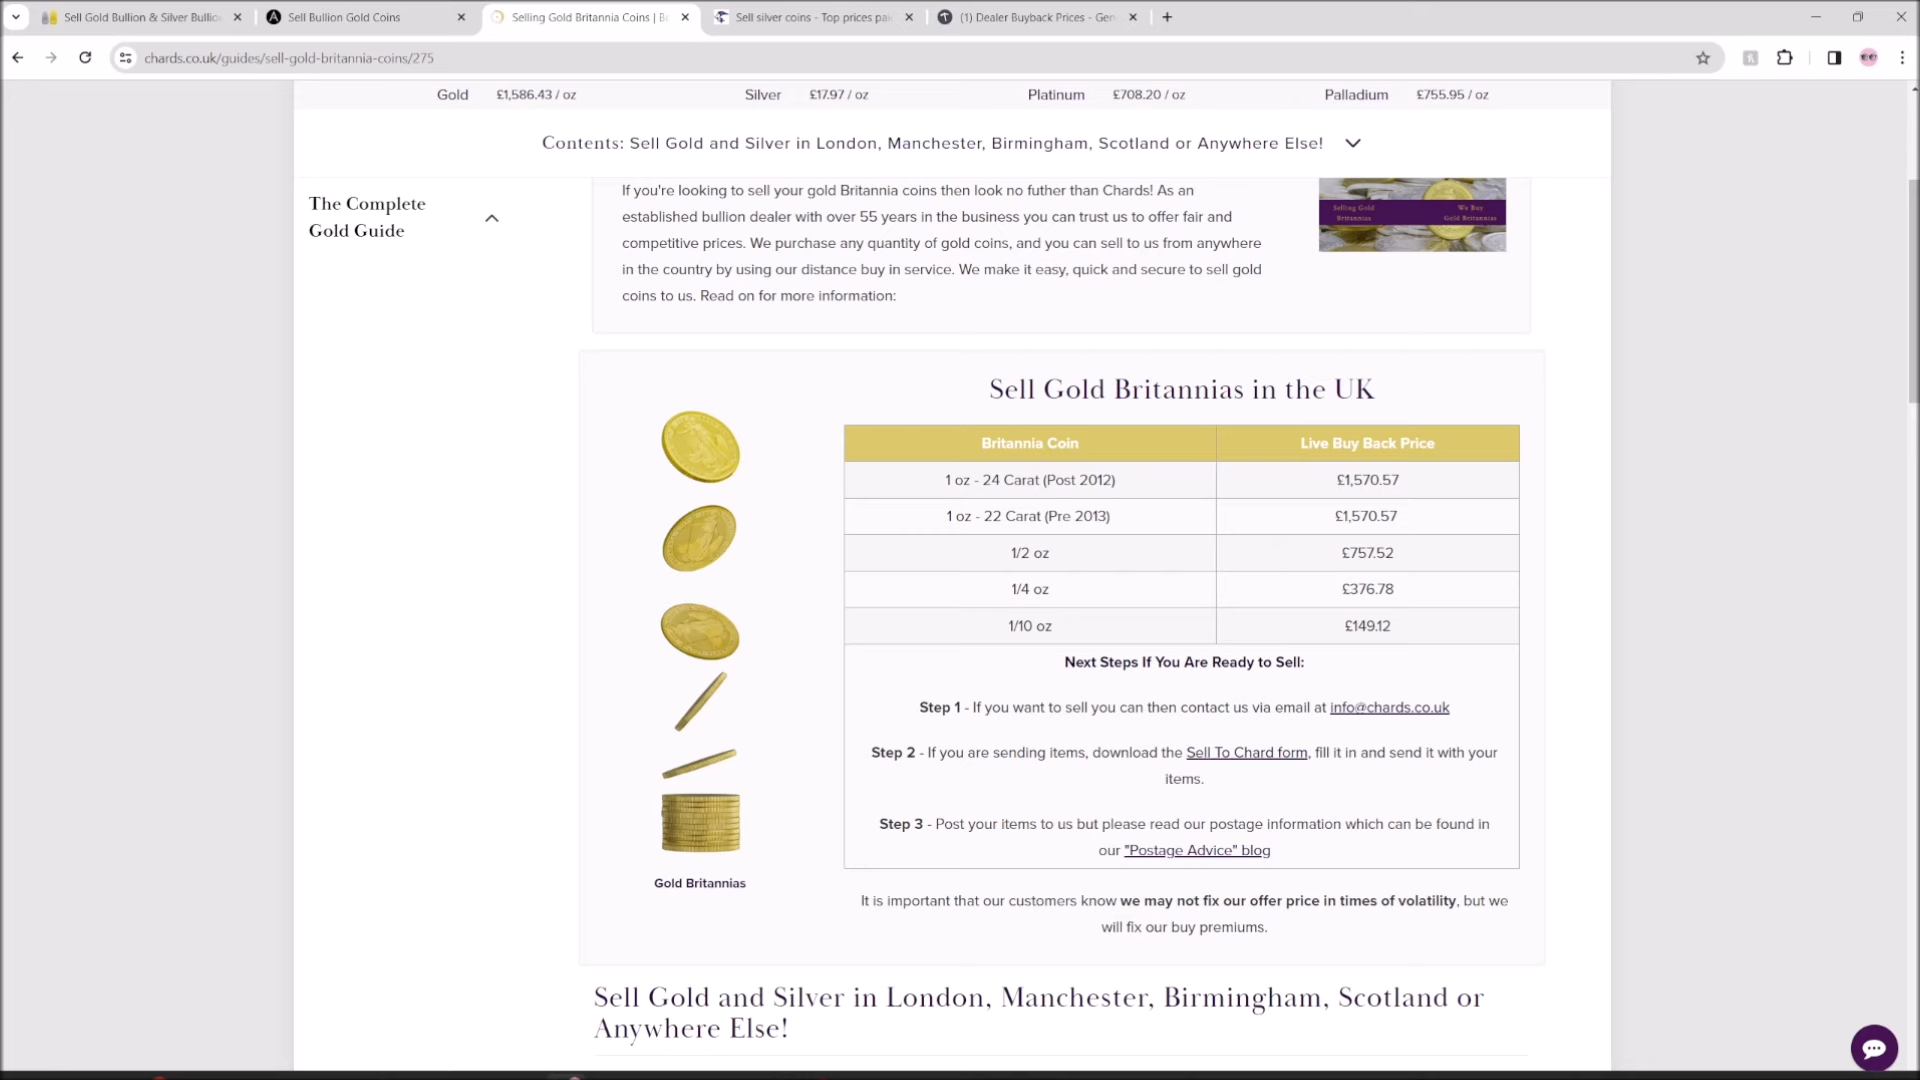 Sell Gold Bullion & Silver Bullio
Sell Bullion Gold Coins
Selling Gold Britannia Coins | B
Sell silver coins - Top prices pai
(1) Dealer Buyback Prices - Gen
chards.co.uk/guides/sell-gold-britannia-coins/275
Gold £1,586.43 / oz
Silver £17.97 / oz
Platinum £708.20 / oz
Palladium £755.95 / oz
Contents: Sell Gold and Silver in London, Manchester, Birmingham, Scotland or Anywhere Else!
The Complete
Gold Guide
If you're looking to sell your gold Britannia coins then look no futher than Chards! As an
established bullion dealer with over 55 years in the business you can trust us to offer fair and
competitive prices. We purchase any quantity of gold coins, and you can sell to us from anywhere
in the country by using our distance buy in service. We make it easy, quick and secure to sell gold
coins to us. Read on for more information:
Selling Gold
Britannias
We Buy
Gold Britannias
Sell Gold Britannias in the UK
Britannia Coin Live Buy Back Price
1 oz - 24 Carat (Post 2012) £1,570.57
1 oz - 22 Carat (Pre 2013) £1,570.57
1/2 oz £757.52
1/4 oz £376.78
1/10 oz £149.12
Next Steps If You Are Ready to Sell:
Step 1 - If you want to sell you can then contact us via email at info@chards.co.uk
Step 2 - If you are sending items, download the Sell To Chard form, fill it in and send it with your
items.
Step 3 - Post your items to us but please read our postage information which can be found in
our "Postage Advice" blog
Gold Britannias
It is important that our customers know we may not fix our offer price in times of volatility, but we
will fix our buy premiums.
Sell Gold and Silver in London, Manchester, Birmingham, Scotland or
Anywhere Else!